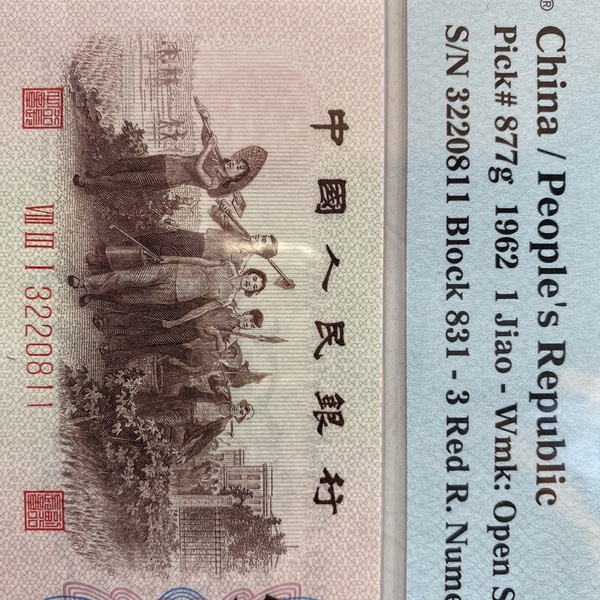 ® China / People's Republic
Pick# 877g 1962 1 Jiao - Wmk: Open S
S/N 3220811 Block 831 - 3 Red R. Nume
中國人民銀行
VIII III I 3220811